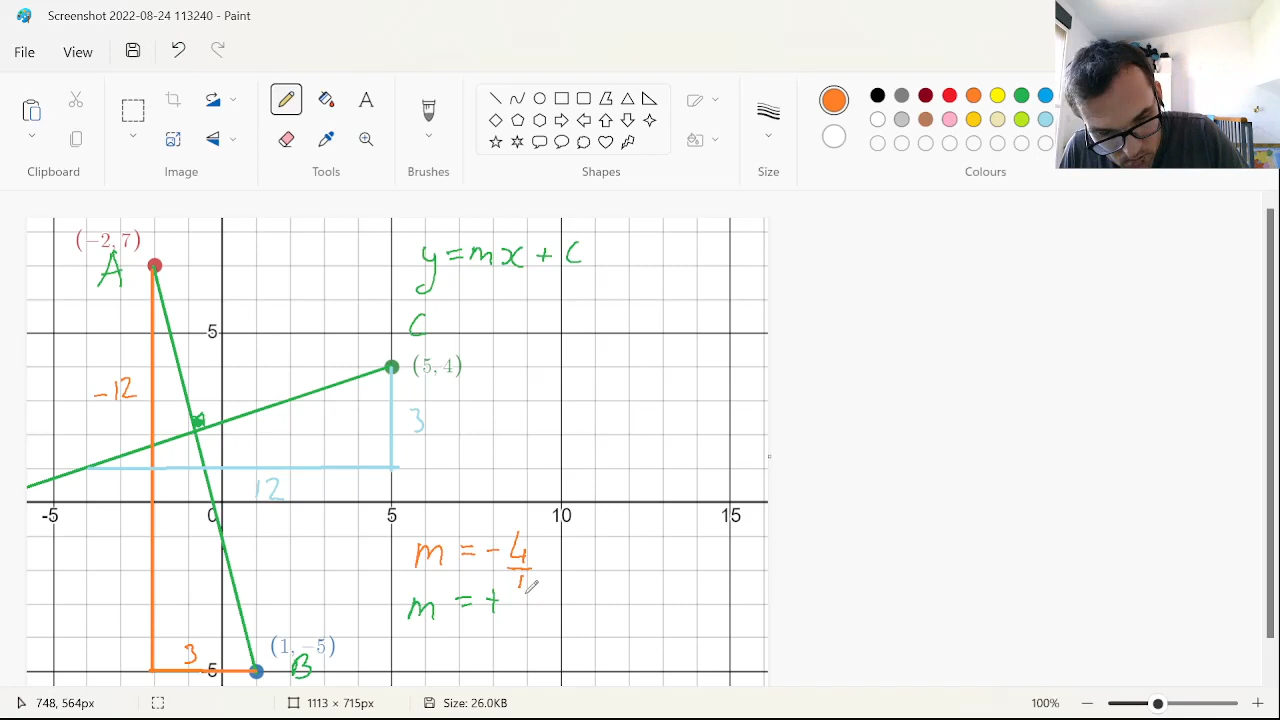 Screenshot 2022-08-24 113240 - Paint
File View
A
Clipboard Image Tools Brushes Shapes Size Colours
(−2, 7)
A
y = mx + C
5
C
(5, 4)
-12
3
12
-5 0 5 10 15
m = - 4/1
m = +
(1, −5)
3
-5
B
748, 564px 1113 × 715px Size: 26.0KB 100%